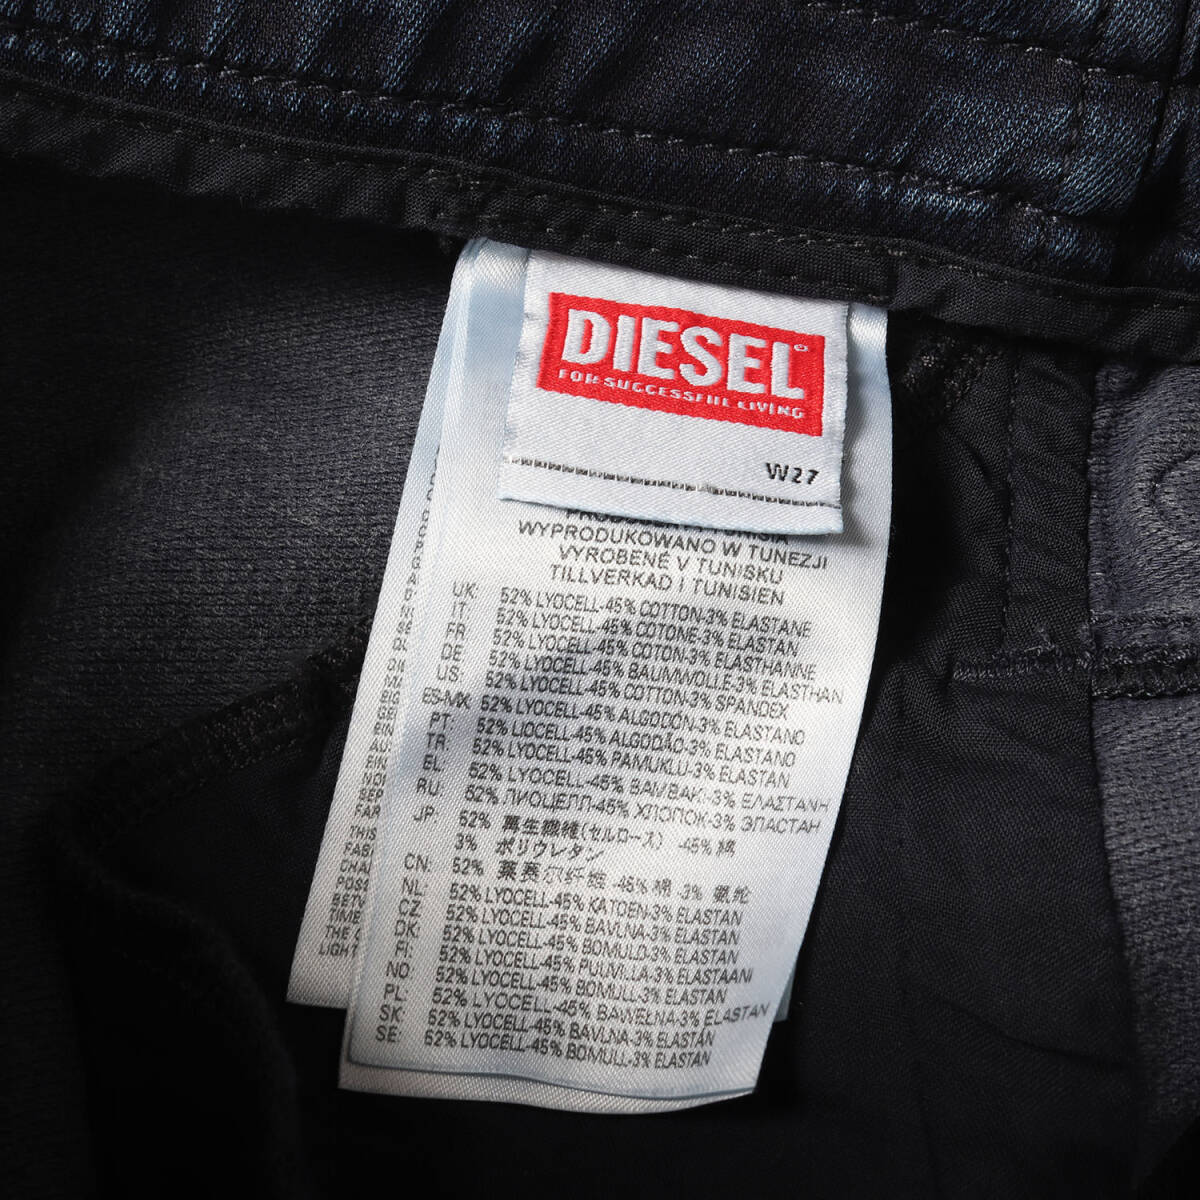 DIESEL
FOR SUCCESSFUL LIVING
W27
WYPRODUKOWANO W TUNEZJI
VYROBENÉ V TUNISKU
TILLVERKAD I TUNISIEN
UK: 52% LYOCELL-45% COTTON-3% ELASTANE
IT: 52% LYOCELL-45% COTONE-3% ELASTAN
FR: 52% LYOCELL-45% COTON-3% ELASTHANNE
DE: 52% LYOCELL-45% BAUMWOLLE-3% ELASTHAN
US: 52% LYOCELL-45% COTTON-3% SPANDEX
ES-MX: 52% LYOCELL-45% ALGODÓN-3% ELASTANO
PT: 52% LIOCELL-45% ALGODÃO-3% ELASTANO
TR: 52% LYOCELL-45% PAMUKLU-3% ELASTAN
EL: 52% LYOCELL-45% ΒΑΜΒΑΚΙ-3% ΕΛΑΣΤΑΝΗ
RU: 52% ЛИОЦЕЛЛ-45% ХЛОПОК-3% ЭЛАСТАН
JP: 52% 再生繊維(セルロース) -45% 綿
3% ポリウレタン
CN: 52% 莱赛尔纤维 -45% 棉 -3% 氨纶
NL: 52% LYOCELL-45% KATOEN-3% ELASTAN
CZ: 52% LYOCELL-45% BAVLNA-3% ELASTAN
DK: 52% LYOCELL-45% BOMULD-3% ELASTAN
FI: 52% LYOCELL-45% PUUVILLA-3% ELASTAANI
NO: 52% LYOCELL-45% BOMULL-3% ELASTAN
PL: 52% LYOCELL-45% BAWEŁNA-3% ELASTAN
SK: 52% LYOCELL-45% BAVLNA-3% ELASTAN
SE: 52% LYOCELL-45% BOMULL-3% ELASTAN